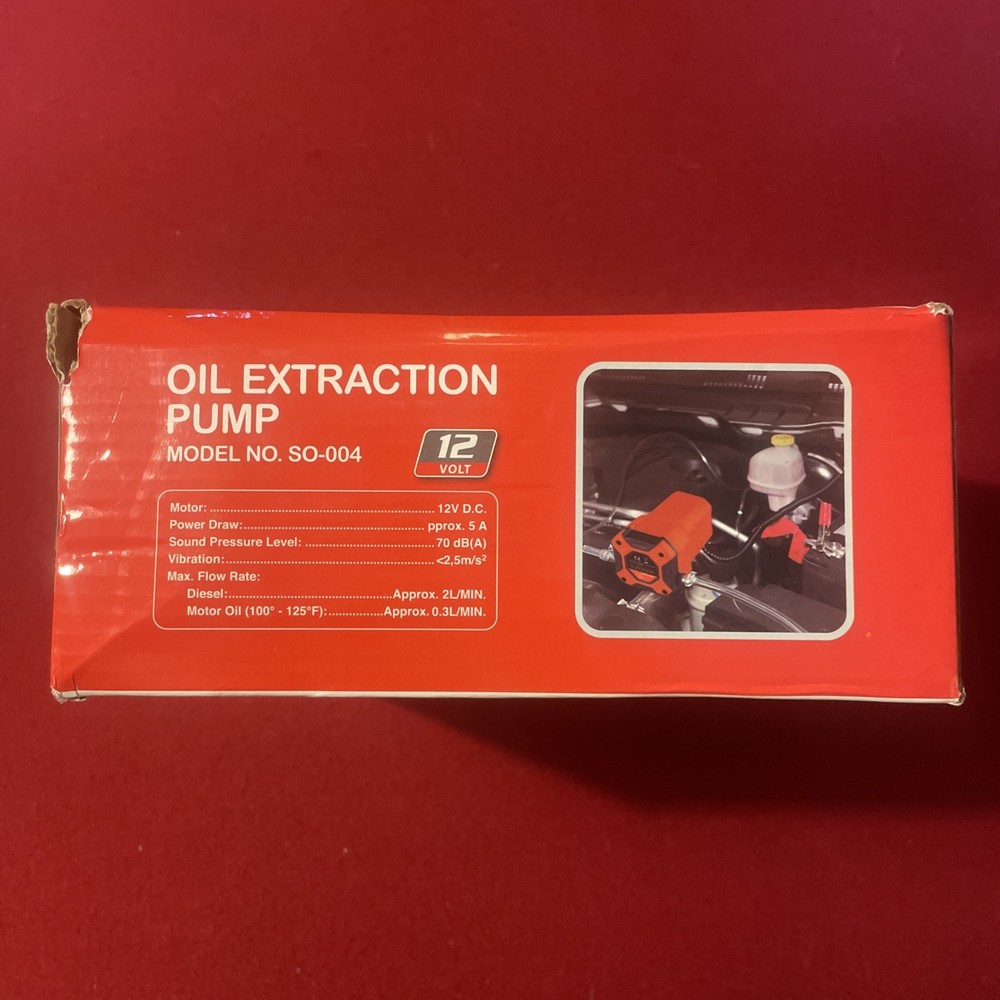 OIL EXTRACTION
PUMP
MODEL NO. SO-004
12
VOLT
Motor: ............................................................ 12V D.C.
Power Draw:................................................... pprox. 5 A
Sound Pressure Level: .................................... 70 dB(A)
Vibration:......................................................... <2,5m/s²
Max. Flow Rate:
Diesel:............................................Approx. 2L/MIN.
Motor Oil (100° - 125°F):...............Approx. 0.3L/MIN.